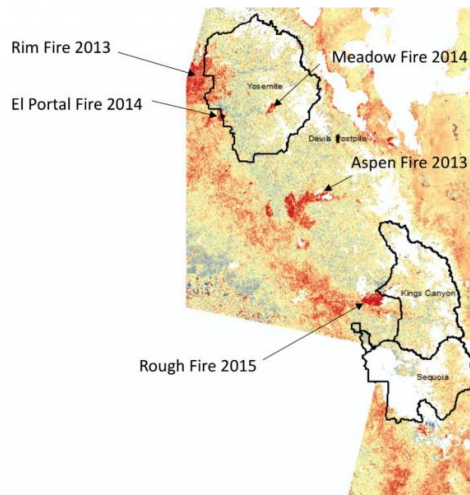 Rim Fire 2013
Meadow Fire 2014
Yosemite
El Portal Fire 2014
Devils Postpile
Aspen Fire 2013
Kings Canyon
Rough Fire 2015
Sequoia